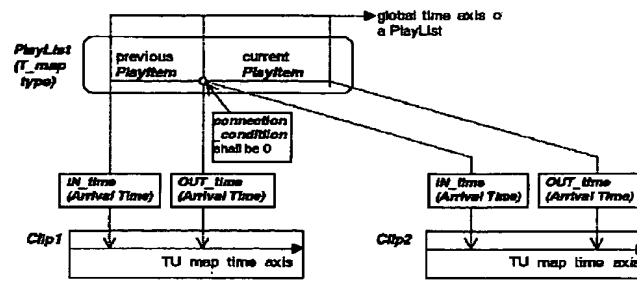 global time axis o
a PlayList
PlayList
(T_map
type)
previous
PlayItem
current
PlayItem
connection
_condition
shall be 0
IN_time
(Arrival Time)
OUT_time
(Arrival Time)
IN_time
(Arrival Time)
OUT_time
(Arrival Time)
Clip1
TU map time axis
Clip2
TU map time axis